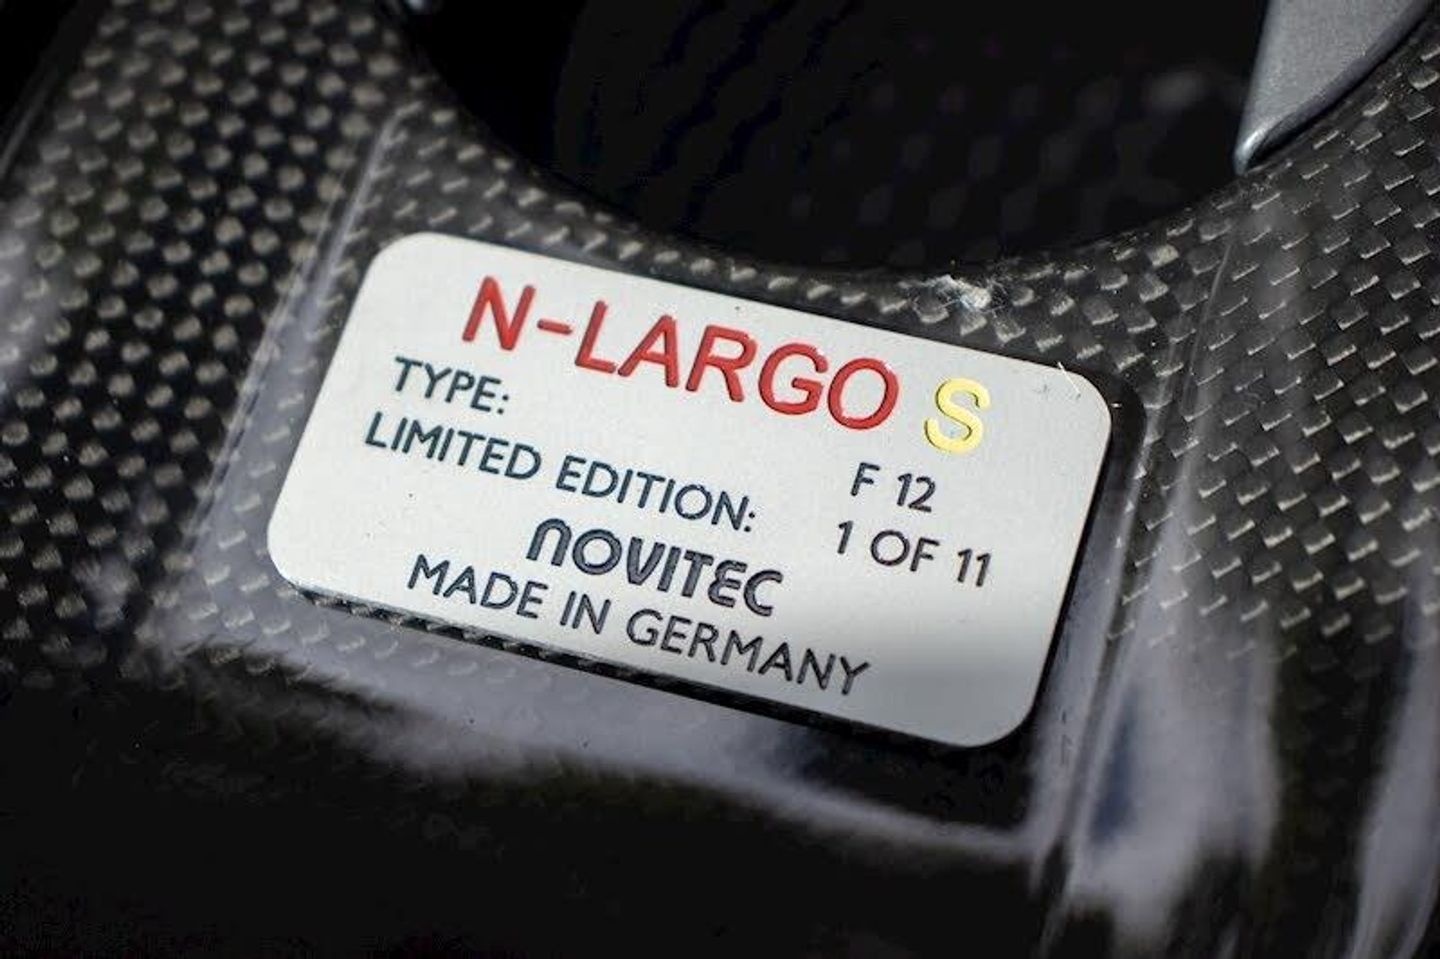 N-LARGO S
TYPE: F 12
LIMITED EDITION: 1 OF 11
NOVITEC
MADE IN GERMANY